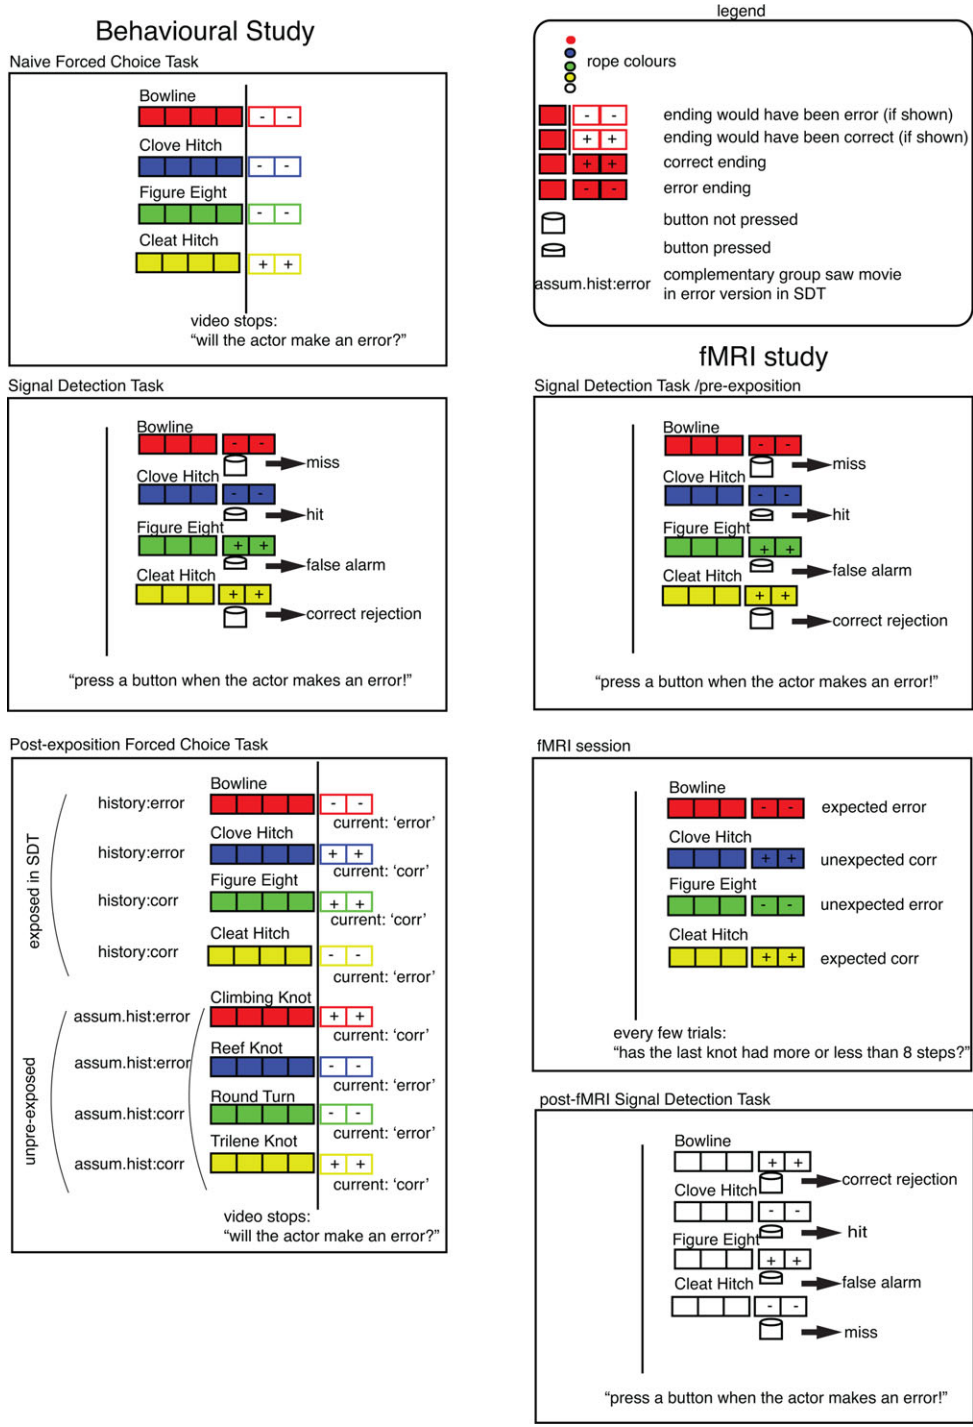 Behavioural Study
Naive Forced Choice Task
Bowline
- -
Clove Hitch
- -
Figure Eight
- -
Cleat Hitch
+ +
video stops:
“will the actor make an error?”
legend
rope colours
- -
ending would have been error (if shown)
+ +
ending would have been correct (if shown)
+ +
correct ending
- -
error ending
button not pressed
button pressed
assum.hist:error
complementary group saw movie
in error version in SDT
Signal Detection Task
Bowline
- -
miss
Clove Hitch
- -
hit
Figure Eight
+ +
false alarm
Cleat Hitch
+ +
correct rejection
“press a button when the actor makes an error!”
fMRI study
Signal Detection Task /pre-exposition
Bowline
- -
miss
Clove Hitch
- -
hit
Figure Eight
+ +
false alarm
Cleat Hitch
+ +
correct rejection
“press a button when the actor makes an error!”
Post-exposition Forced Choice Task
exposed in SDT
Bowline
history:error
- -
current: ‘error’
Clove Hitch
history:error
+ +
current: ‘corr’
Figure Eight
history:corr
+ +
current: ‘corr’
Cleat Hitch
history:corr
- -
current: ‘error’
unpre-exposed
Climbing Knot
assum.hist:error
+ +
current: ‘corr’
Reef Knot
assum.hist:error
- -
current: ‘error’
Round Turn
assum.hist:corr
- -
current: ‘error’
Trilene Knot
assum.hist:corr
+ +
current: ‘corr’
video stops:
“will the actor make an error?”
fMRI session
Bowline
- -
expected error
Clove Hitch
+ +
unexpected corr
Figure Eight
- -
unexpected error
Cleat Hitch
+ +
expected corr
every few trials:
“has the last knot had more or less than 8 steps?”
post-fMRI Signal Detection Task
Bowline
+ +
correct rejection
Clove Hitch
- -
hit
Figure Eight
+ +
false alarm
Cleat Hitch
- -
miss
“press a button when the actor makes an error!”